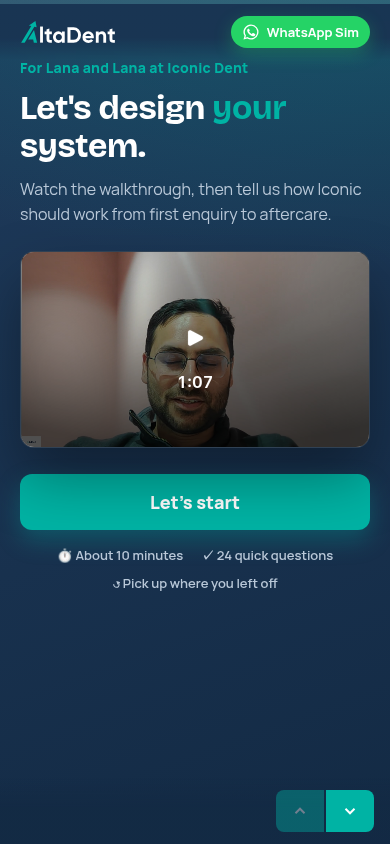 AltaDent
WhatsApp Sim
For Lana and Lana at Iconic Dent
Let's design your
system.
Watch the walkthrough, then tell us how Iconic
should work from first enquiry to aftercare.
1:07
Let's start
⏱️ About 10 minutes ✓ 24 quick questions
↺ Pick up where you left off